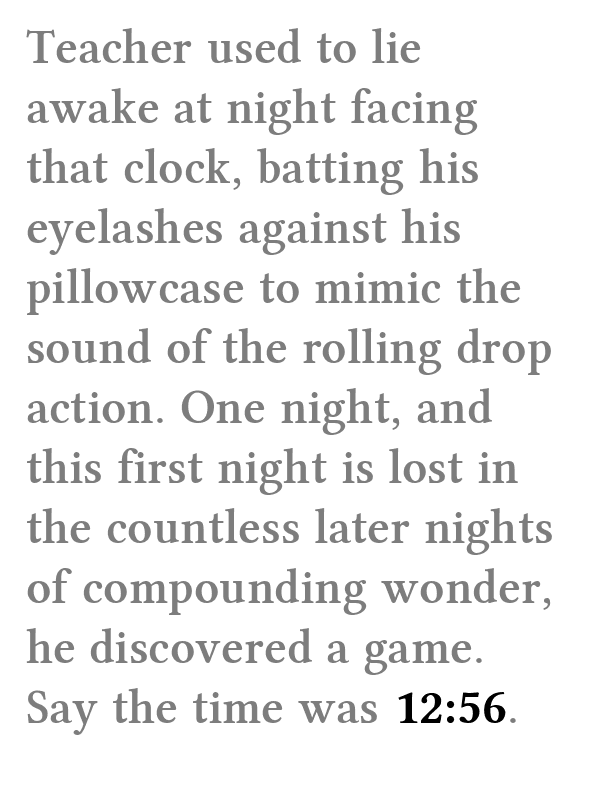 Teacher used to lie
awake at night facing
that clock, batting his
eyelashes against his
pillowcase to mimic the
sound of the rolling drop
action. One night, and
this first night is lost in
the countless later nights
of compounding wonder,
he discovered a game.
Say the time was 12:56.